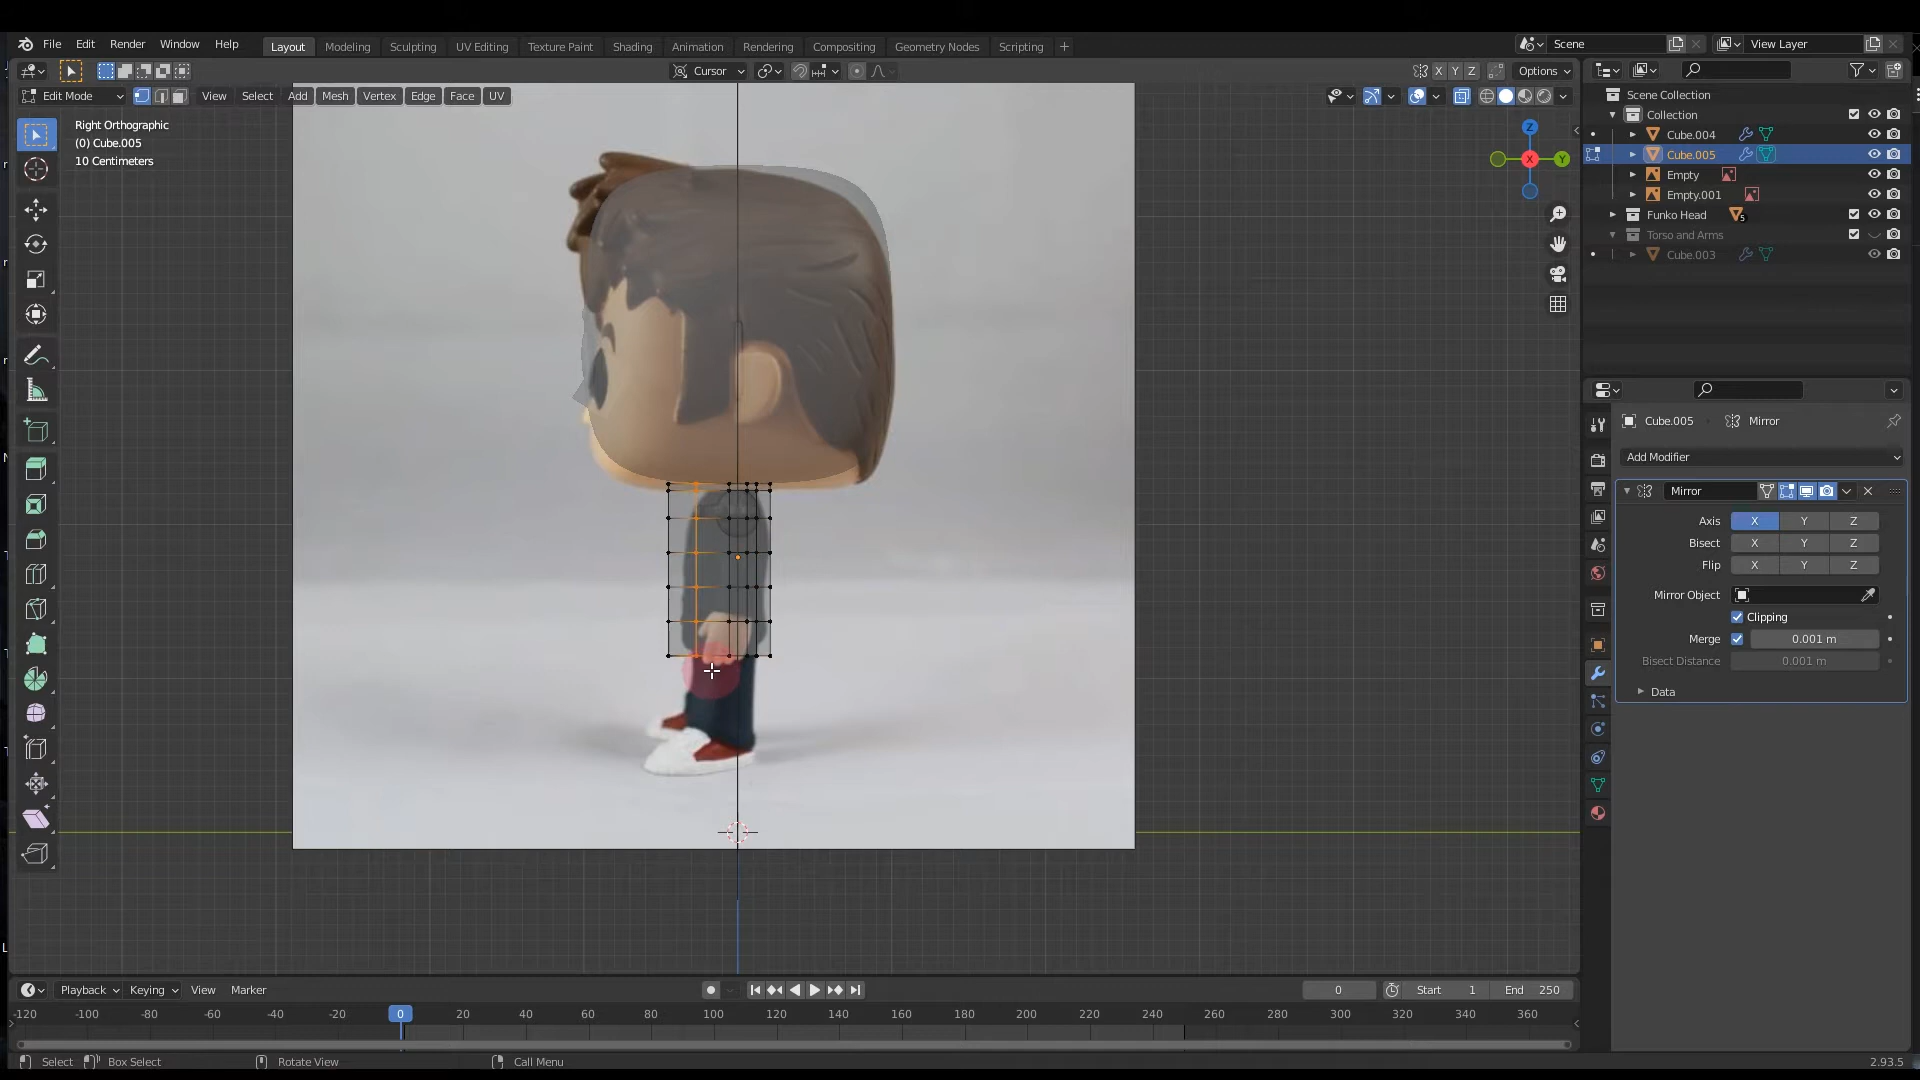 File Edit Render Window Help Layout Modeling Sculpting UV Editing Texture Paint Shading Animation Rendering Compositing Geometry Nodes Scripting + Scene View Layer
Cursor X Y Z Options
Edit Mode View Select Add Mesh Vertex Edge Face UV
Right Orthographic
(0) Cube.005
10 Centimeters
Z
X
Y
Scene Collection
Collection
Cube.004
Cube.005
Empty
Empty.001
Funko Head 5
Torso and Arms
Cube.003
Cube.005 Mirror
Add Modifier
Mirror
Axis X Y Z
Bisect X Y Z
Flip X Y Z
Mirror Object
Clipping
Merge 0.001 m
Bisect Distance 0.001 m
Data
Playback Keying View Marker 0 Start 1 End 250
-120 -100 -80 -60 -40 -20 0 20 40 60 80 100 120 140 160 180 200 220 240 260 280 300 320 340 360
Select Box Select Rotate View Call Menu 2.93.5